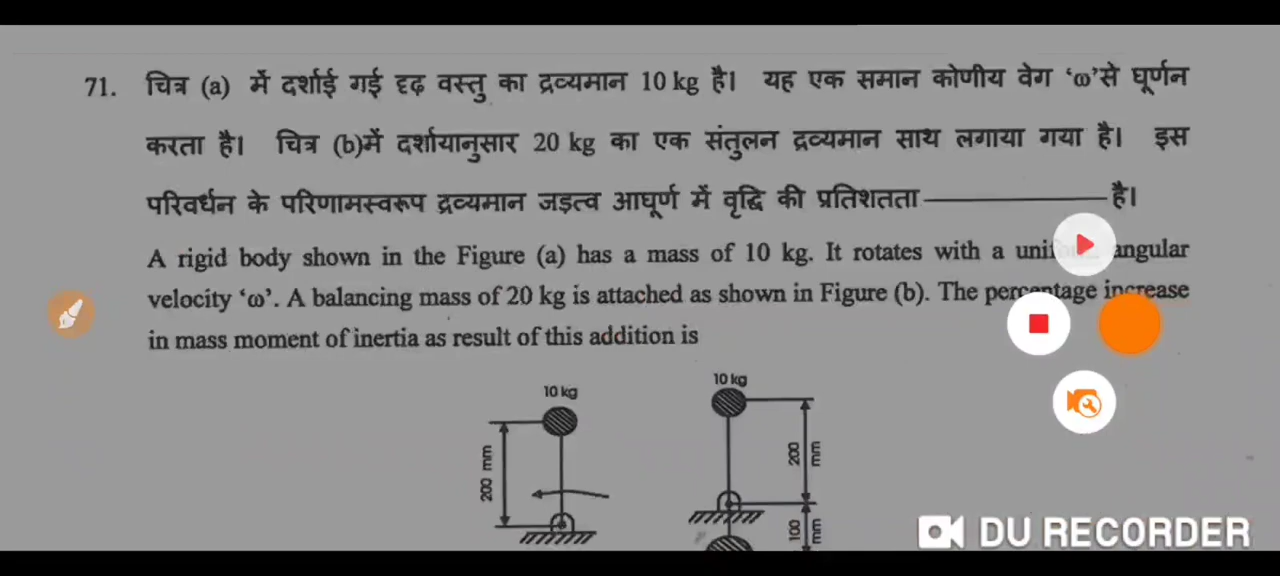 71. चित्र (a) में दर्शाई गई दृढ़ वस्तु का द्रव्यमान 10 kg है। यह एक समान कोणीय वेग ‘ω’से घूर्णन
करता है। चित्र (b)में दर्शायानुसार 20 kg का एक संतुलन द्रव्यमान साथ लगाया गया है। इस
परिवर्धन के परिणामस्वरूप द्रव्यमान जड़त्व आघूर्ण में वृद्धि की प्रतिशतता ————— है।
A rigid body shown in the Figure (a) has a mass of 10 kg. It rotates with a angular
velocity ‘ω’. A balancing mass of 20 kg is attached as shown in Figure (b). The percentage increase
in mass moment of inertia as result of this addition is
10 kg
10 kg
200 mm
200 mm
100 mm
DU RECORDER